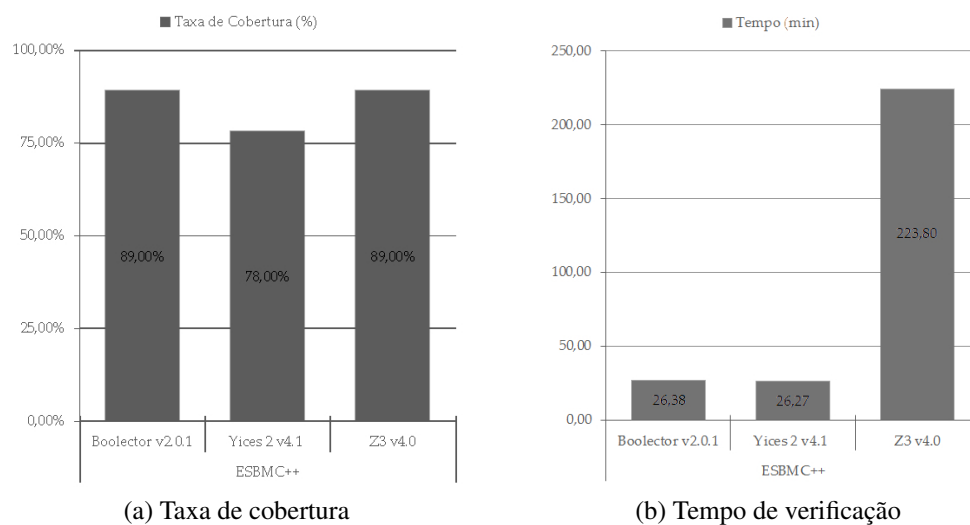 Taxa de Cobertura (%)
100,00%
75,00%
50,00%
25,00%
0,00%
89,00%
78,00%
89,00%
Boolector v2.0.1
Yices 2 v4.1
Z3 v4.0
ESBMC++
(a) Taxa de cobertura
Tempo (min)
250,00
200,00
150,00
100,00
50,00
0,00
26,38
26,27
223,80
Boolector v2.0.1
Yices 2 v4.1
Z3 v4.0
ESBMC++
(b) Tempo de verificação